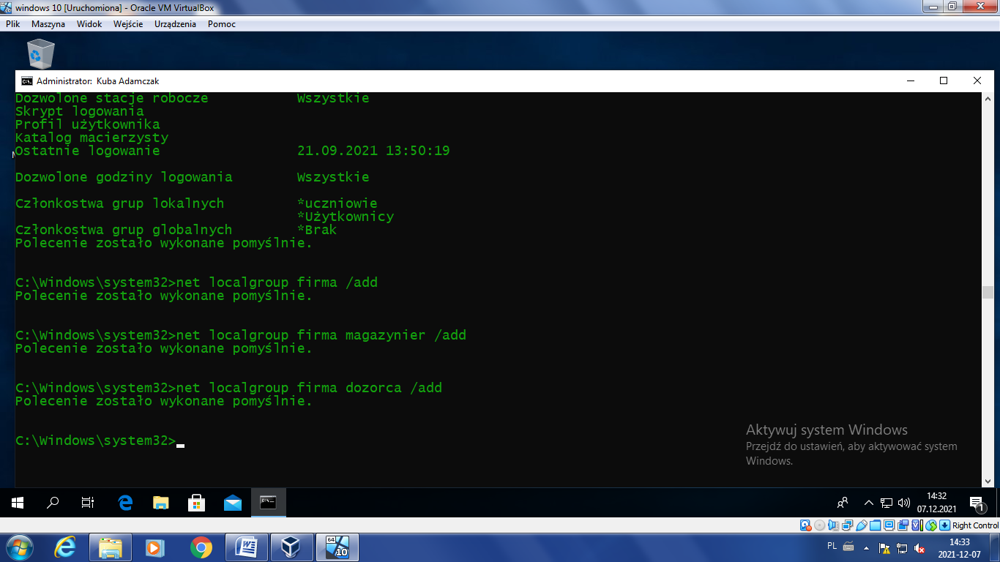 windows 10 [Uruchomiona] - Oracle VM VirtualBox
Plik Maszyna Widok Wejście Urządzenia Pomoc
Administrator: Kuba Adamczak
Dozwolone stacje robocze Wszystkie
Skrypt logowania
Profil użytkownika
Katalog macierzysty
Ostatnie logowanie 21.09.2021 13:50:19
Dozwolone godziny logowania Wszystkie
Członkostwa grup lokalnych *uczniowie
*Użytkownicy
Członkostwa grup globalnych *Brak
Polecenie zostało wykonane pomyślnie.
C:\Windows\system32>net localgroup firma /add
Polecenie zostało wykonane pomyślnie.
C:\Windows\system32>net localgroup firma magazynier /add
Polecenie zostało wykonane pomyślnie.
C:\Windows\system32>net localgroup firma dozorca /add
Polecenie zostało wykonane pomyślnie.
C:\Windows\system32>
Aktywuj system Windows
Przejdź do ustawień, aby aktywować system
Windows.
14:32
07.12.2021
1
Right Control
64
10
PL
14:33
2021-12-07